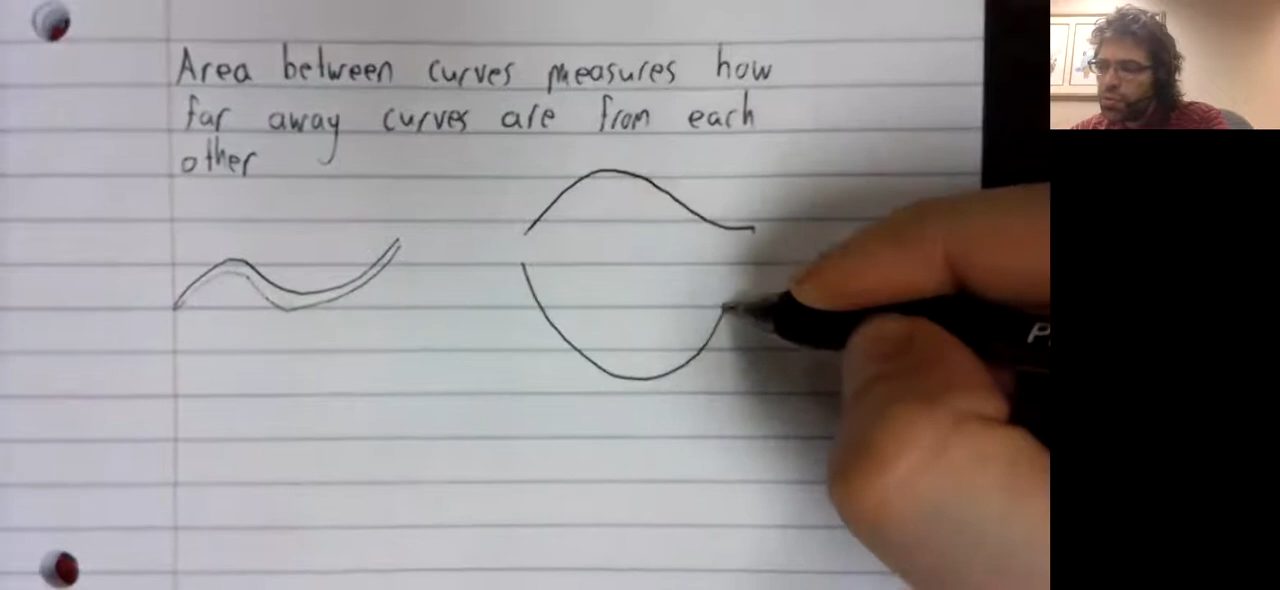 Area between curves measures how
far away curves are from each
other
P